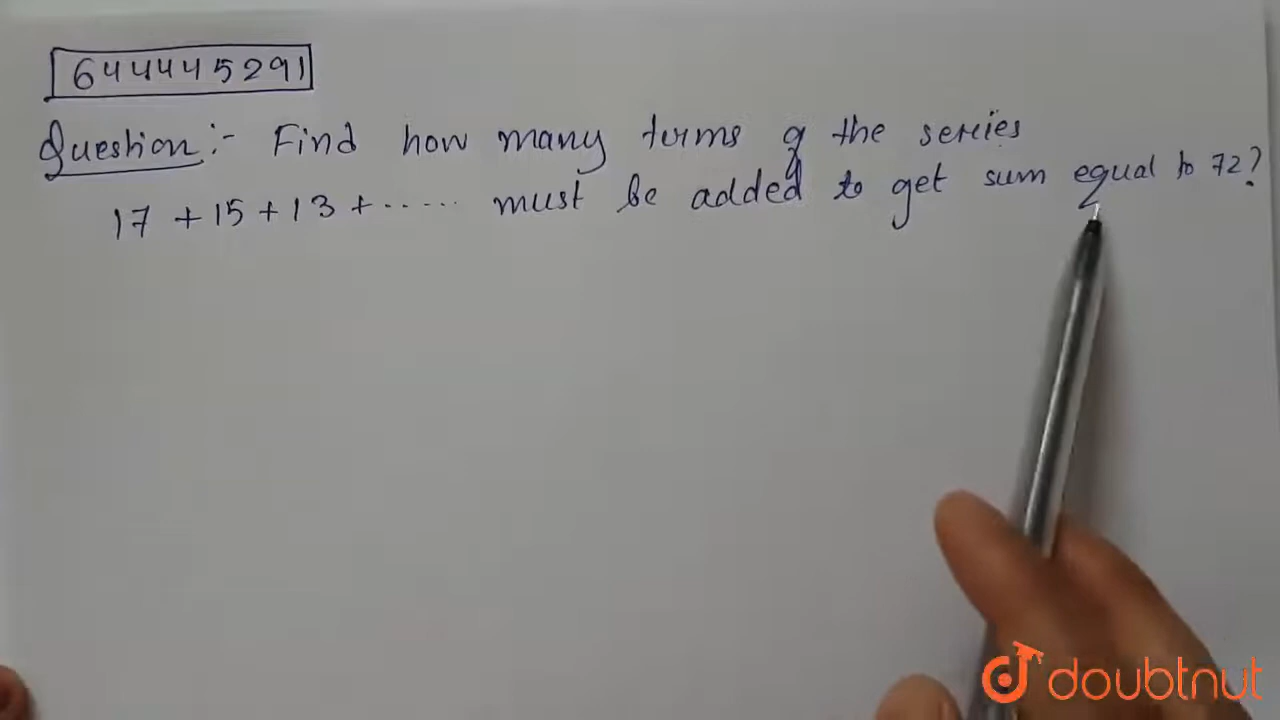 644445291
Question:- Find how many terms of the series
17 + 15 + 13 + ...... must be added to get sum equal to 72?
doubtnut